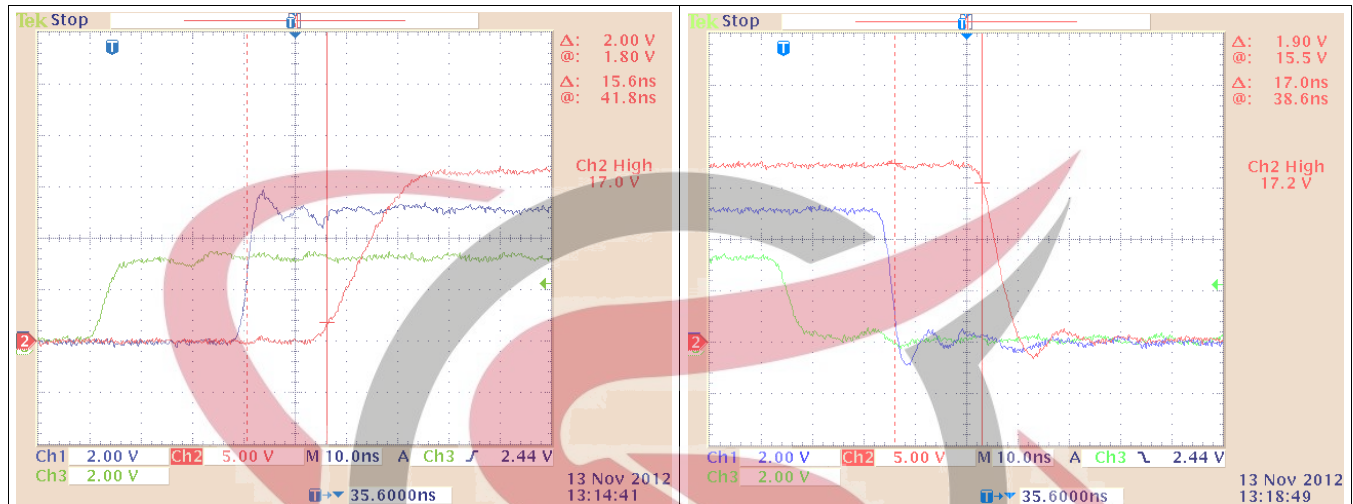 Tek Stop
Δ: 2.00 V
@: 1.80 V
Δ: 15.6ns
@: 41.8ns
Ch2 High
17.0 V
2
Ch1 2.00 V Ch2 5.00 V M 10.0ns A Ch3 2.44 V
Ch3 2.00 V
13 Nov 2012
T 35.6000ns 13:14:41
Tek Stop
Δ: 1.90 V
@: 15.5 V
Δ: 17.0ns
@: 38.6ns
Ch2 High
17.2 V
2
Ch1 2.00 V Ch2 5.00 V M 10.0ns A Ch3 2.44 V
Ch3 2.00 V
13 Nov 2012
T 35.6000ns 13:18:49